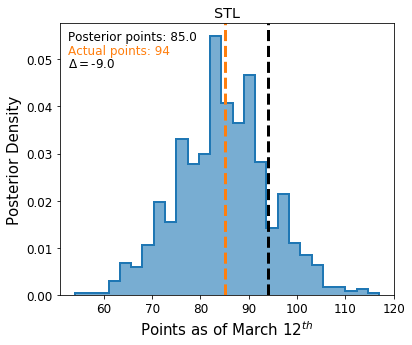 STL
Posterior points: 85.0
Actual points: 94
Δ = -9.0
Posterior Density
0.05
0.04
0.03
0.02
0.01
0.00
60 70 80 90 100 110 120
Points as of March 12th